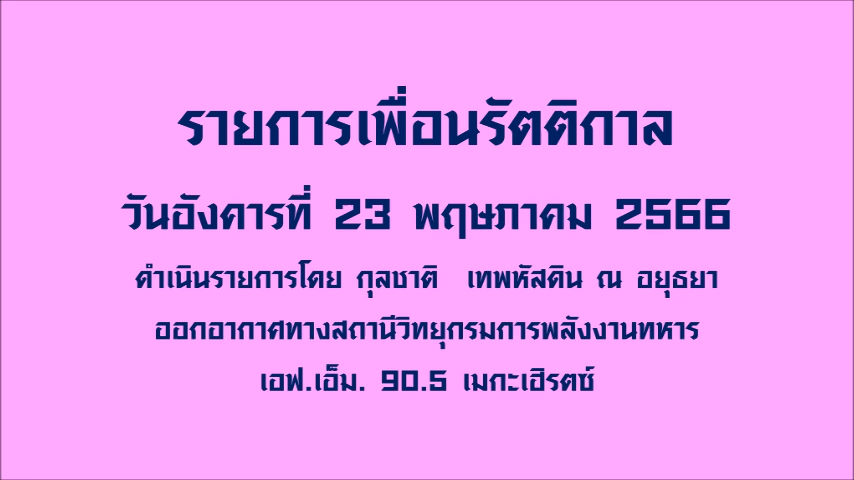 รายการเพื่อนรัตติกาล
วันอังคารที่ 23 พฤษภาคม 2566
ดำเนินรายการโดย กุลชาติ เทพหัสดิน ณ อยุธยา
ออกอากาศทางสถานีวิทยุกรมการพลังงานทหาร
เอฟ.เอ็ม. 90.5 เมกะเฮิรตซ์